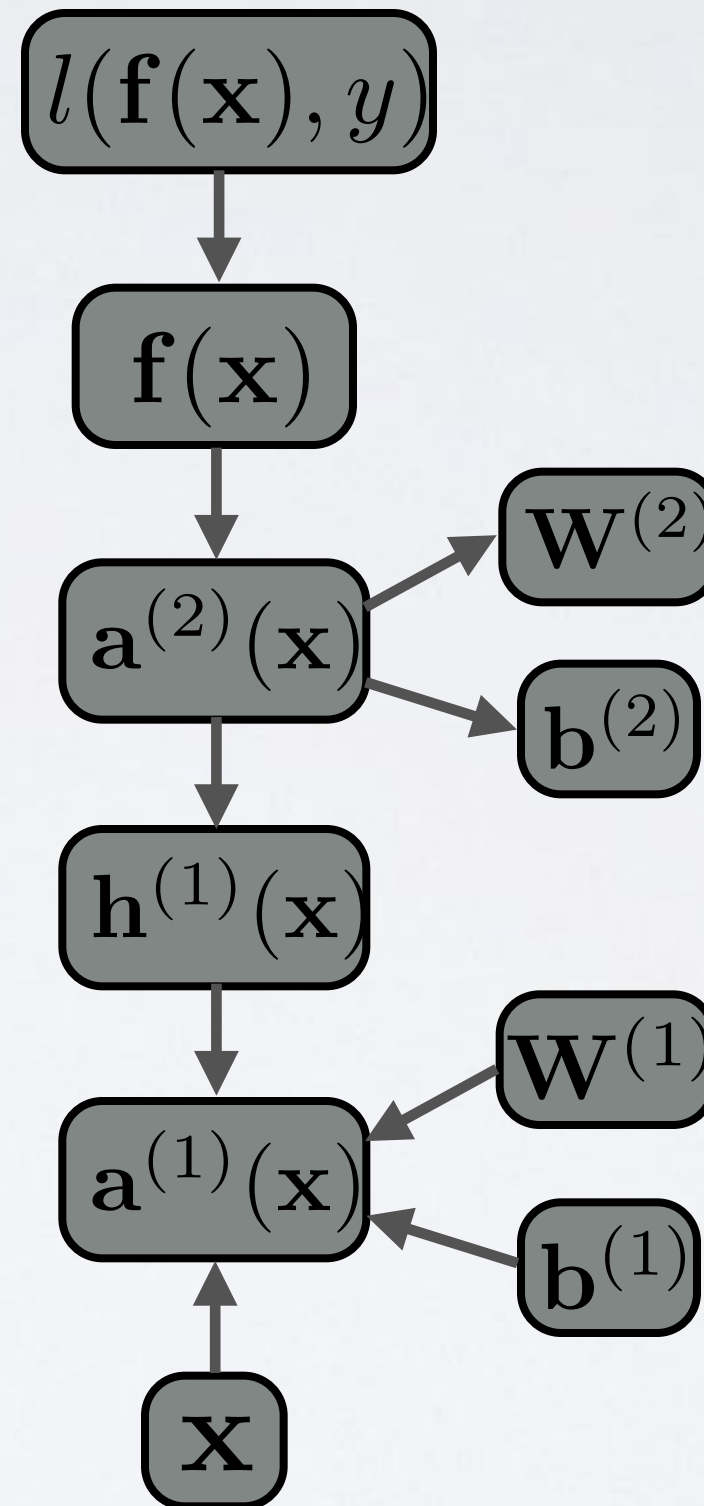 l(f(x), y)
f(x)
W^(2)
a^(2)(x)
b^(2)
h^(1)(x)
W^(1)
a^(1)(x)
b^(1)
x